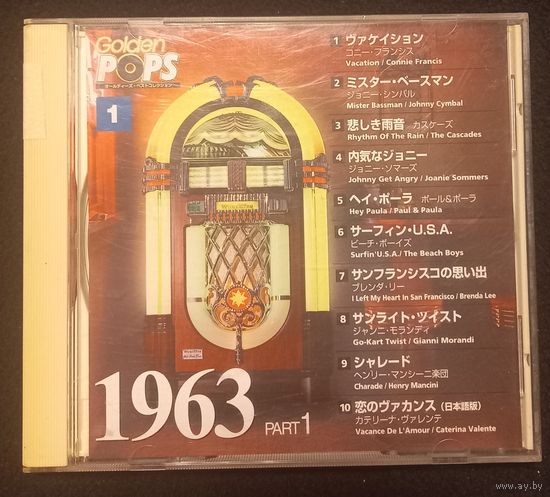 Golden
POPS
オールディーズ・ベストコレクション
1
1 ヴァケイション
コニー・フランシス
Vacation / Connie Francis
2 ミスター・ベースマン
ジョニー・シンバル
Mister Bassman / Johnny Cymbal
3 悲しき雨音 カスケーズ
Rhythm Of The Rain / The Cascades
4 内気なジョニー
ジョニー・ソマーズ
Johnny Get Angry / Joanie Sommers
5 ヘイ・ポーラ ポール&ポーラ
Hey Paula / Paul & Paula
6 サーフィン・U.S.A.
ビーチ・ボーイズ
Surfin'U.S.A./ The Beach Boys
7 サンフランシスコの思い出
ブレンダ・リー
I Left My Heart In San Francisco / Brenda Lee
8 サンライト・ツイスト
ジャンニ・モランディ
Go-Kart Twist / Gianni Morandi
9 シャレード
ヘンリー・マンシーニ楽団
Charade / Henry Mancini
10 恋のヴァカンス (日本語版)
カテリーナ・ヴァレンテ
Vacance De L'Amour / Caterina Valente
1963 PART 1
www.ay.by